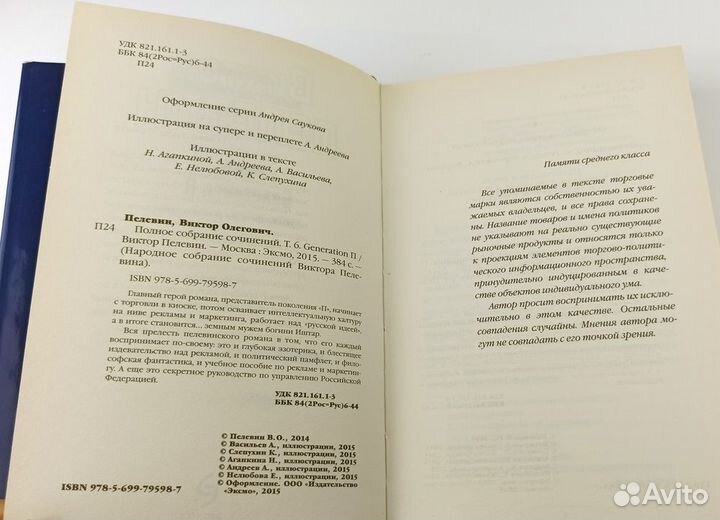 УДК 821.161.1-3
ББК 84(2Рос=Рус)6-44
П24
Оформление серии Андрея Саукова
Иллюстрация на супере и переплете А. Андреева
Иллюстрации в тексте
Н. Агапкиной, А. Андреева, А. Васильева,
Е. Нелюбовой, К. Слепухина
Пелевин, Виктор Олегович.
П24 Полное собрание сочинений. Т. 6. Generation П /
Виктор Пелевин. — Москва : Эксмо, 2015. — 384 с. —
(Народное собрание сочинений Виктора Пеле-
вина).
ISBN 978-5-699-79598-7
Главный герой романа, представитель поколения «П», начинает
с торговли в киоске, потом осваивает интеллектуальную халтуру
на ниве рекламы и маркетинга, работает над «русской идеей»,
а в итоге становится... земным мужем богини Иштар.
Вся прелесть пелевинского романа в том, что его каждый
воспринимает по-своему: это и глубокая эзотерика, и блестящее
издевательство над рекламой, и политический памфлет, и фило-
софская фантастика, и учебное пособие по рекламе и маркетин-
гу. А еще это секретное руководство по управлению Российской
Федерацией.
УДК 821.161.1-3
ББК 84(2Рос=Рус)6-44
© Пелевин В.О., 2014
© Васильев А., иллюстрации, 2015
© Слепухин К., иллюстрации, 2015
© Агапкина Н., иллюстрации, 2015
© Андреев А., иллюстрации, 2015
© Нелюбова Е., иллюстрации, 2015
© Оформление. ООО «Издательство
«Эксмо», 2015
ISBN 978-5-699-79598-7
Памяти среднего класса
Все упоминаемые в тексте торговые
марки являются собственностью их ува-
жаемых владельцев, и все права сохране-
ны. Название товаров и имена политиков
не указывают на реально существующие
рыночные продукты и относятся только
к проекциям элементов торгово-полити-
ческого информационного пространства,
принудительно индуцированным в каче-
стве объектов индивидуального ума.
Автор просит воспринимать их исклю-
чительно в этом качестве. Остальные
совпадения случайны. Мнения автора мо-
гут не совпадать с его точкой зрения.
Avito